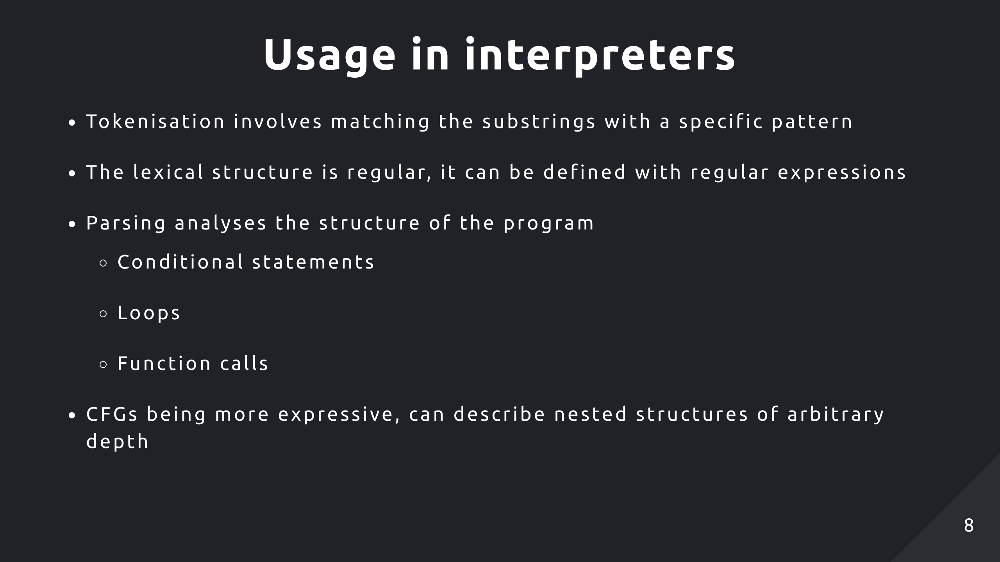 Usage in interpreters
• Tokenisation involves matching the substrings with a specific pattern
• The lexical structure is regular, it can be defined with regular expressions
• Parsing analyses the structure of the program
◦ Conditional statements
◦ Loops
◦ Function calls
• CFGs being more expressive, can describe nested structures of arbitrary
depth
8